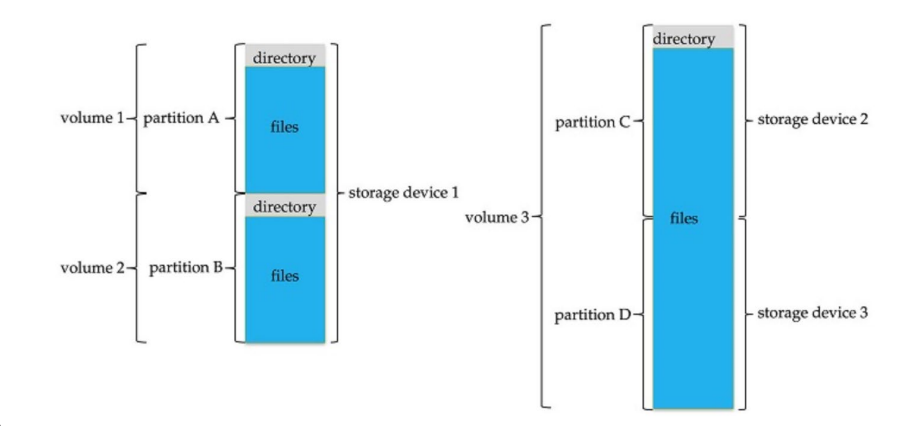 directory
volume 1
partition A
files
storage device 1
directory
volume 2
partition B
files
directory
partition C
storage device 2
volume 3
files
partition D
storage device 3